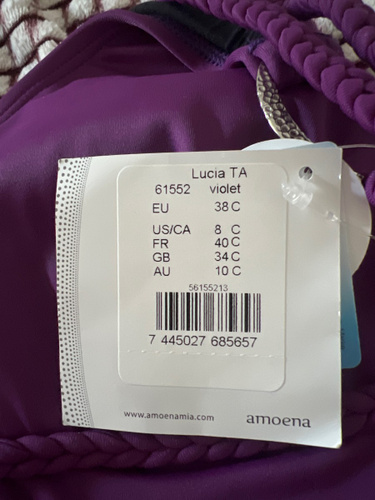 Lucia TA
61552 violet
EU 38 C
US/CA 8 C
FR 40 C
GB 34 C
AU 10 C
56155213
7 445027 685657
www.amoenamia.com amoena